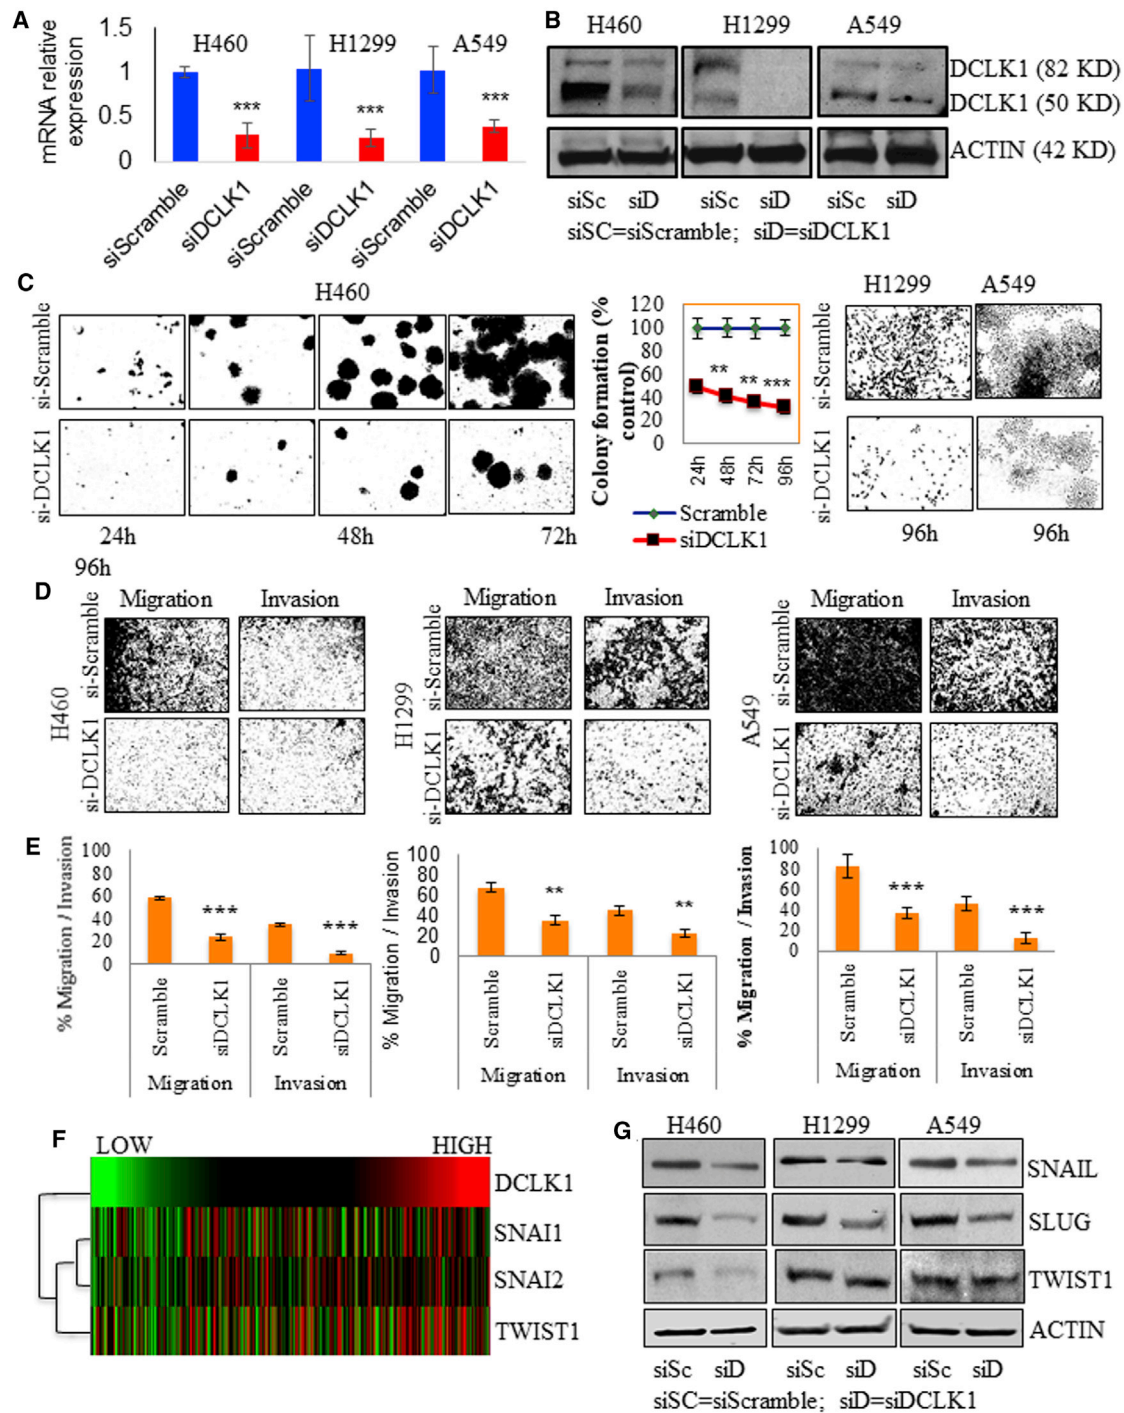 A
mRNA relative
expression
1.5
1
0.5
0
H460
H1299
A549
***
***
***
siScramble
siDCLK1
siScramble
siDCLK1
siScramble
siDCLK1
B
H460
H1299
A549
DCLK1 (82 KD)
DCLK1 (50 KD)
ACTIN (42 KD)
siSc
siD
siSc
siD
siSc
siD
siSC=siScramble; siD=siDCLK1
C
H460
si-Scramble
si-DCLK1
24h
48h
72h
96h
Colony formation (%
control)
120
100
80
60
40
20
0
**
**
***
24h
48h
72h
96h
Scramble
siDCLK1
H1299
A549
si-Scramble
si-DCLK1
96h
96h
D
Migration
Invasion
H460
si-Scramble
si-DCLK1
Migration
Invasion
H1299
si-Scramble
si-DCLK1
Migration
Invasion
A549
si-Scramble
si-DCLK1
E
% Migration / Invasion
100
80
60
40
20
0
***
***
Scramble
siDCLK1
Scramble
siDCLK1
Migration
Invasion
% Migration / Invasion
100
80
60
40
20
0
**
**
Scramble
siDCLK1
Scramble
siDCLK1
Migration
Invasion
% Migration / Invasion
100
80
60
40
20
0
***
***
Scramble
siDCLK1
Scramble
siDCLK1
Migration
Invasion
F
LOW
HIGH
DCLK1
SNAI1
SNAI2
TWIST1
G
H460
H1299
A549
SNAIL
SLUG
TWIST1
ACTIN
siSc
siD
siSc
siD
siSc
siD
siSC=siScramble; siD=siDCLK1